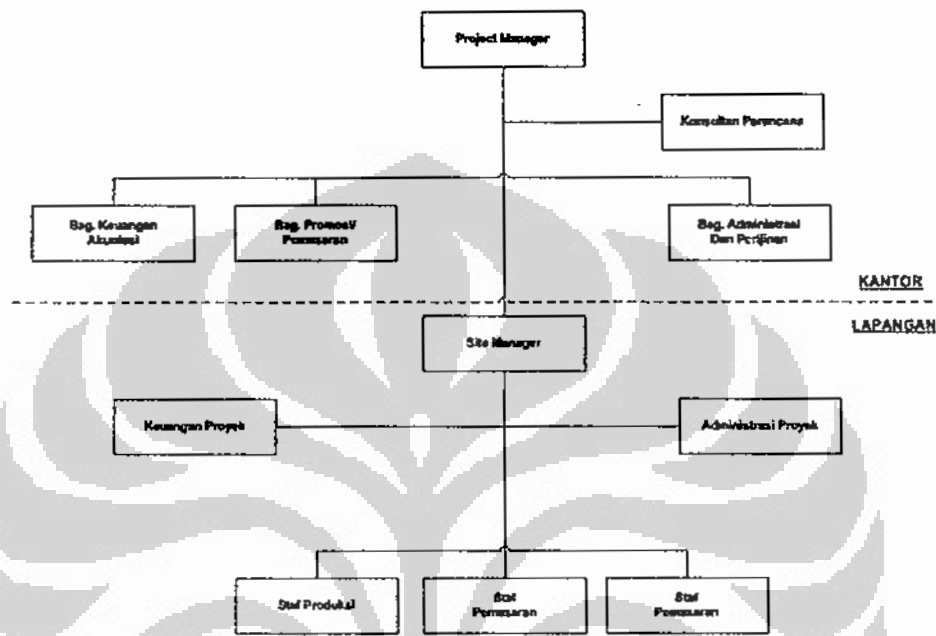 Project Manager
Konsultan Perencana
Bag. Keuangan
Akuntasi
Bag. Promosi/
Pemasaran
Bag. Administrasi
Dan Perijinan
KANTOR
LAPANGAN
Site Manager
Keuangan Proyek
Administrasi Proyek
Staf Produksi
Staf
Pemasaran
Staf
Pemasaran